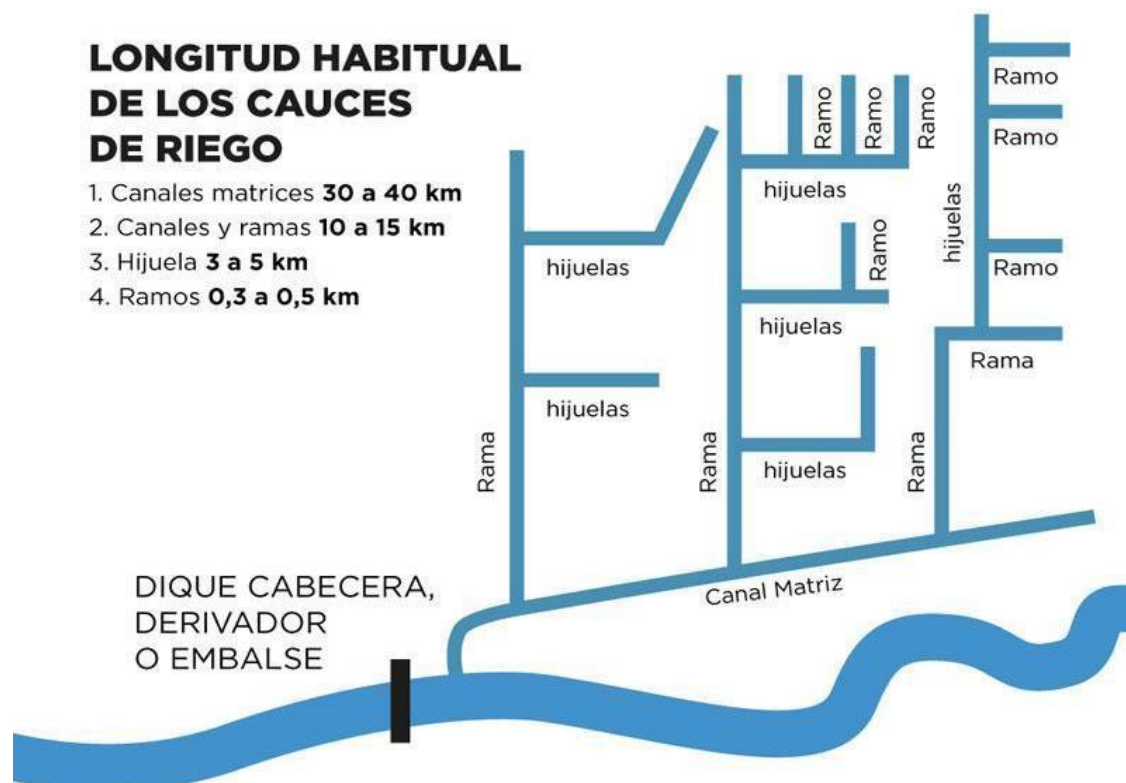 LONGITUD HABITUAL
DE LOS CAUCES
DE RIEGO
1. Canales matrices 30 a 40 km
2. Canales y ramas 10 a 15 km
3. Hijuela 3 a 5 km
4. Ramos 0,3 a 0,5 km
Rama
hijuelas
hijuelas
Rama
Ramo
Ramo
Ramo
hijuelas
Ramo
hijuelas
hijuelas
Rama
Rama
hijuelas
Ramo
Ramo
Ramo
Canal Matriz
DIQUE CABECERA,
DERIVADOR
O EMBALSE